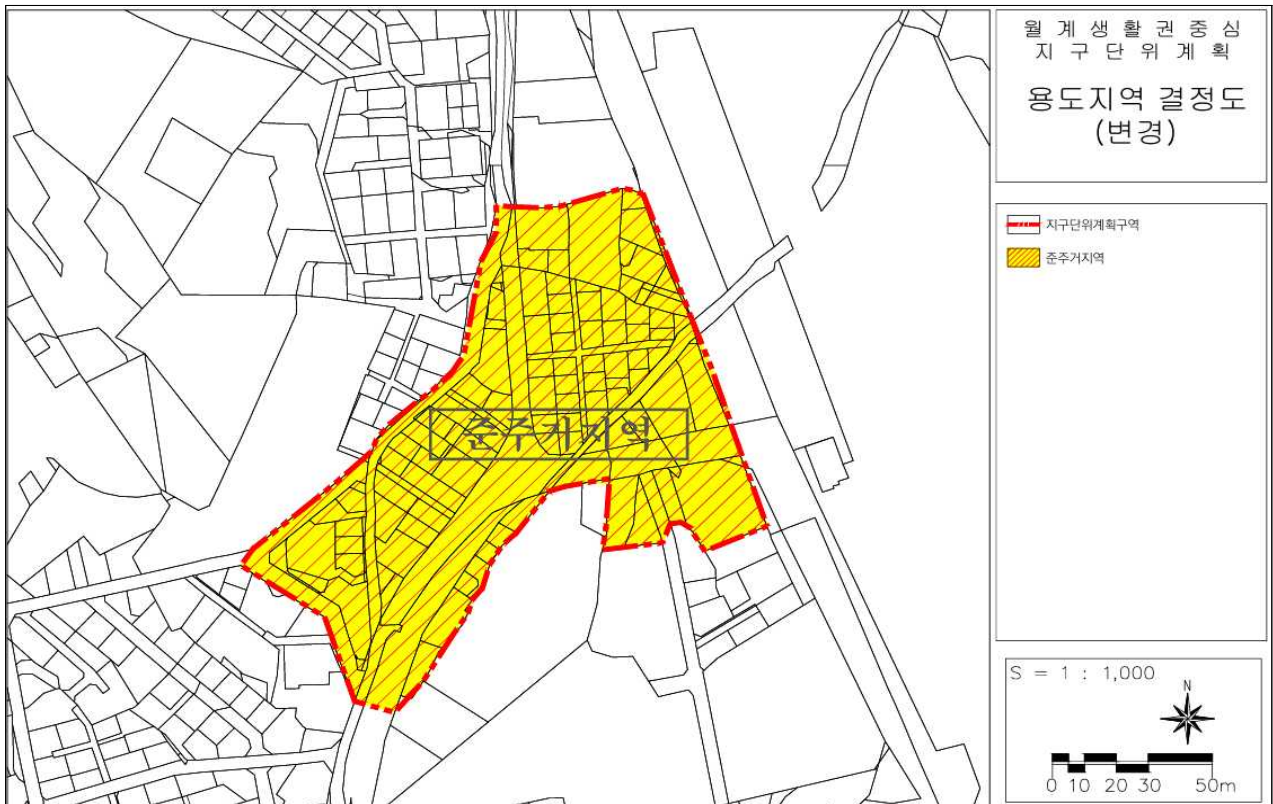 월계생활권중심
지구단위계획
용도지역 결정도
(변경)
지구단위계획구역
준주거지역
준주거지역
S = 1 : 1,000
N
0 10 20 30 50m